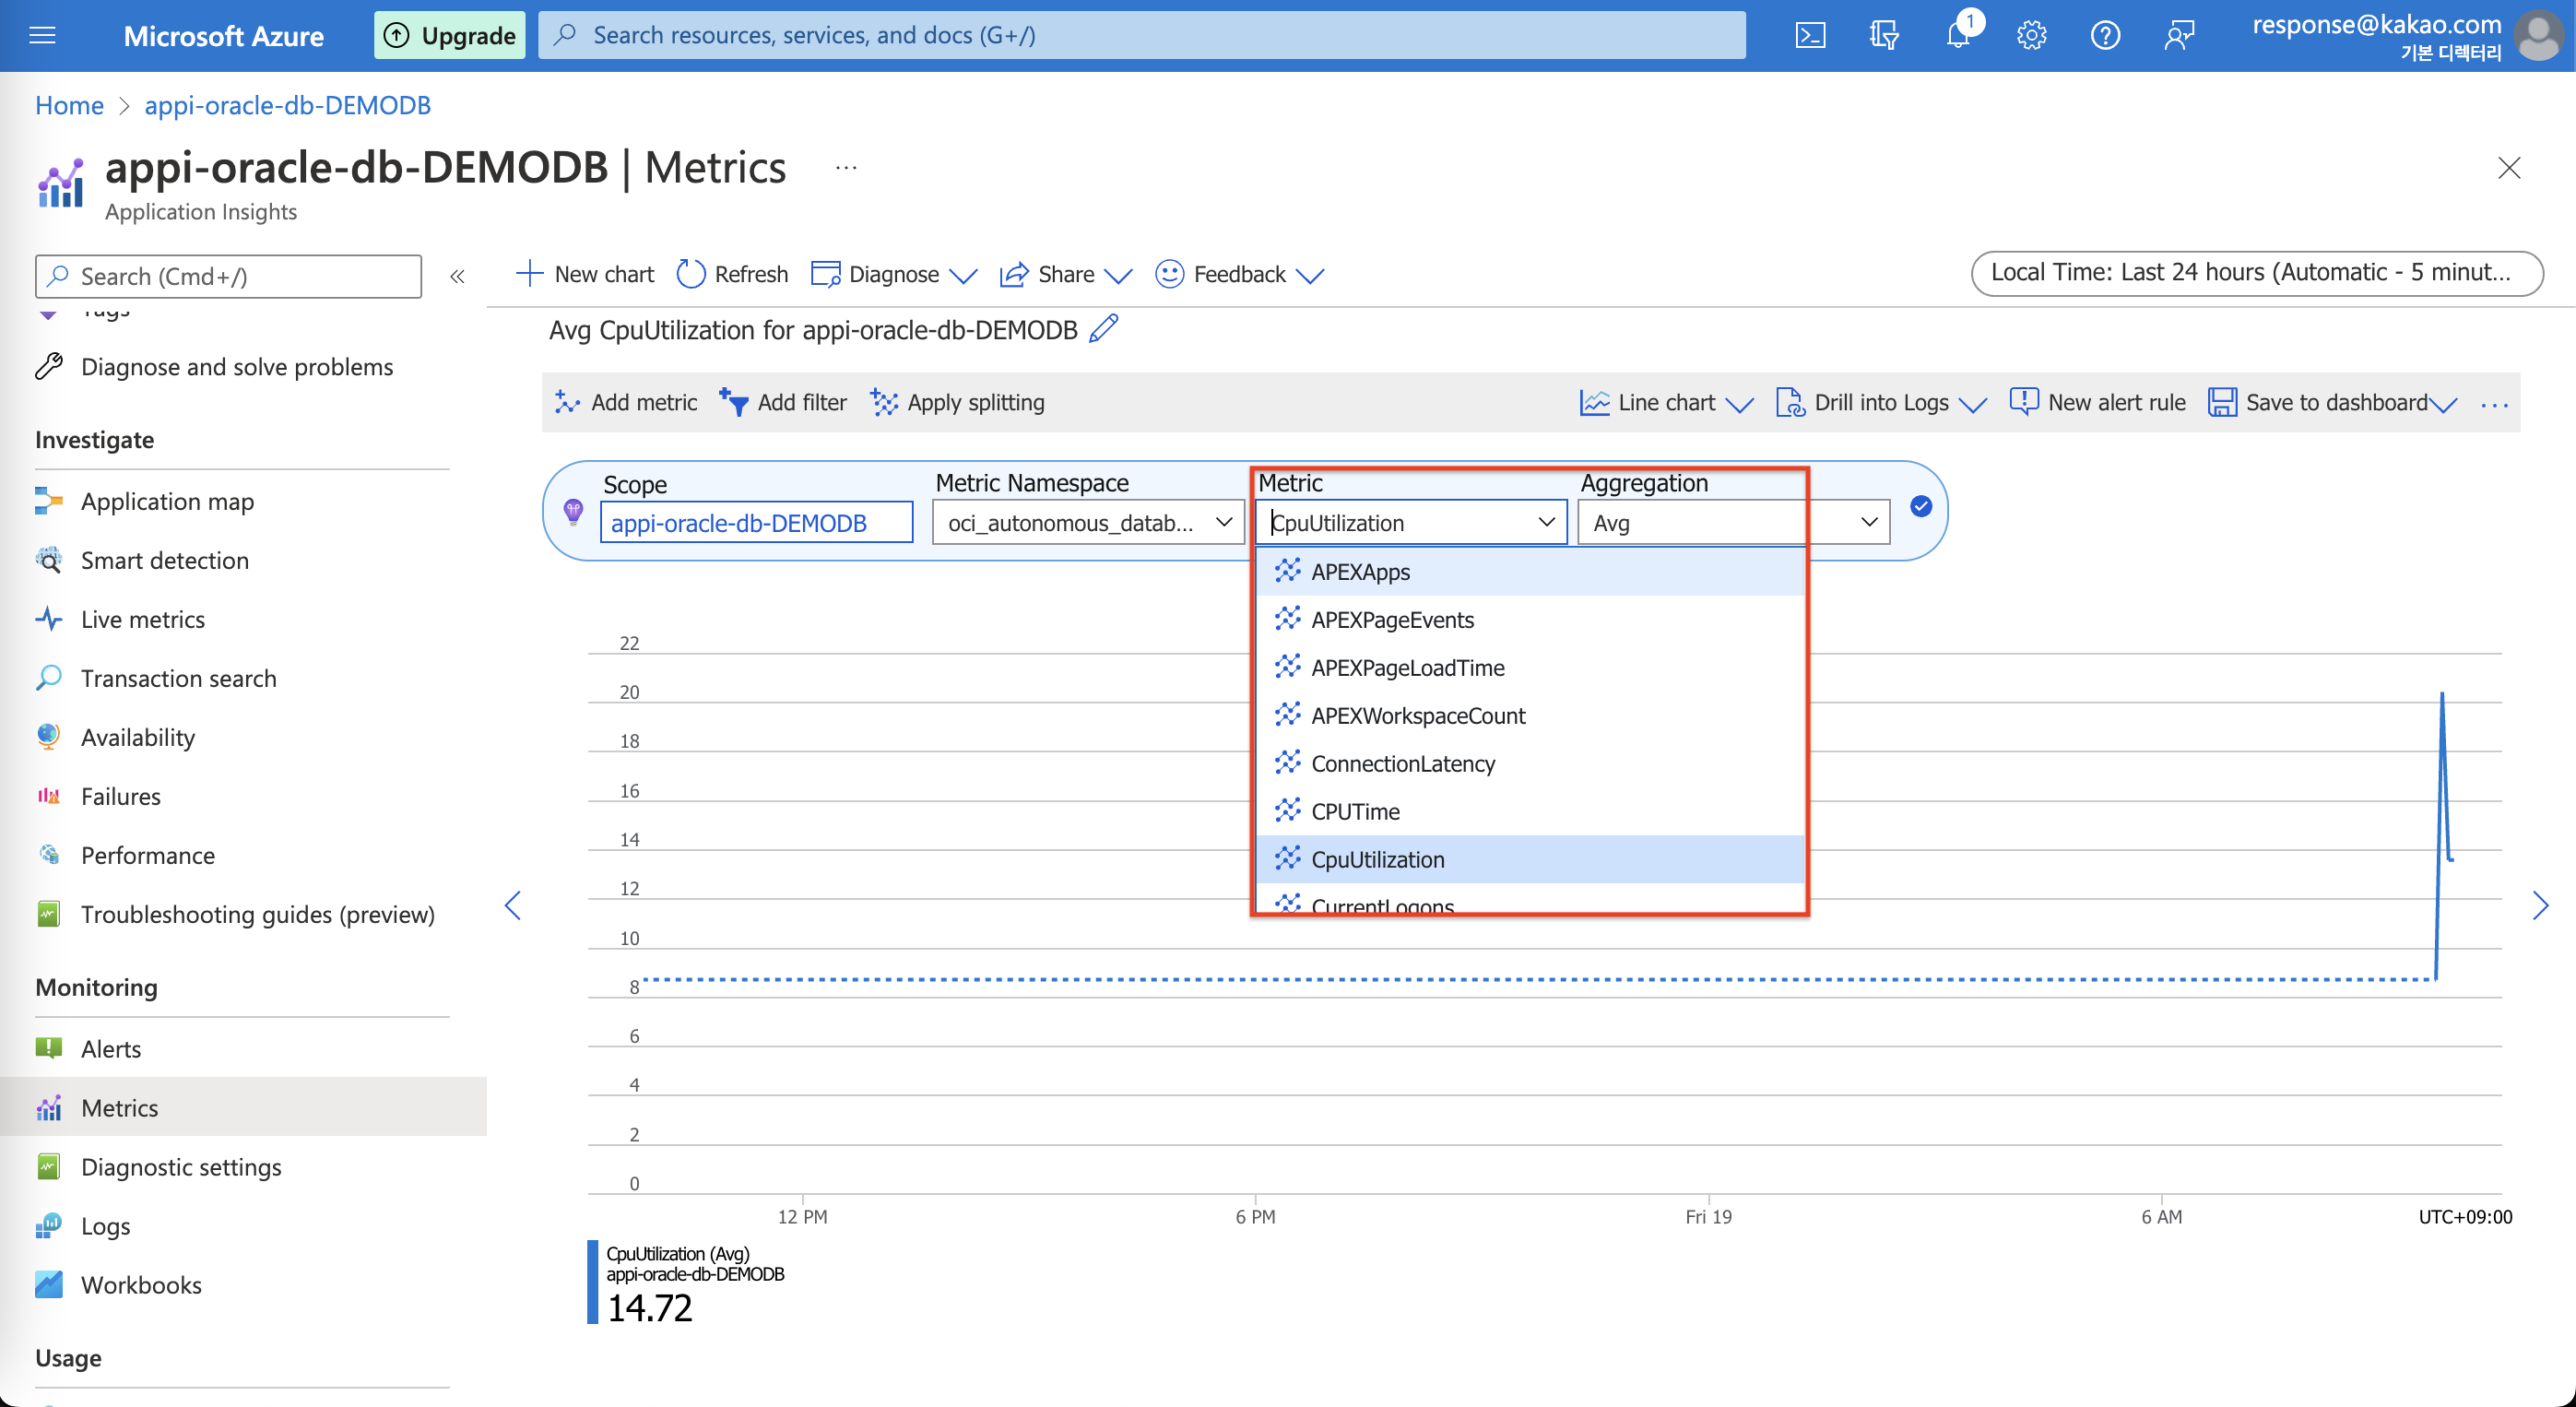 Microsoft Azure
Upgrade
Search resources, services, and docs (G+/)
1
response@kakao.com
기본 디렉터리
Home > appi-oracle-db-DEMODB
appi-oracle-db-DEMODB | Metrics ...
Application Insights
Search (Cmd+/)
«
New chart
Refresh
Diagnose
Share
Feedback
Local Time: Last 24 hours (Automatic - 5 minut...
Tags
Diagnose and solve problems
Investigate
Application map
Smart detection
Live metrics
Transaction search
Availability
Failures
Performance
Troubleshooting guides (preview)
Monitoring
Alerts
Metrics
Diagnostic settings
Logs
Workbooks
Usage
Avg CpuUtilization for appi-oracle-db-DEMODB
Add metric
Add filter
Apply splitting
Line chart
Drill into Logs
New alert rule
Save to dashboard
...
Scope
appi-oracle-db-DEMODB
Metric Namespace
oci_autonomous_datab...
Metric
CpuUtilization
Aggregation
Avg
APEXApps
APEXPageEvents
APEXPageLoadTime
APEXWorkspaceCount
ConnectionLatency
CPUTime
CpuUtilization
CurrentLogons
22
20
18
16
14
12
10
8
6
4
2
0
12 PM
6 PM
Fri 19
6 AM
UTC+09:00
CpuUtilization (Avg)
appi-oracle-db-DEMODB
14.72